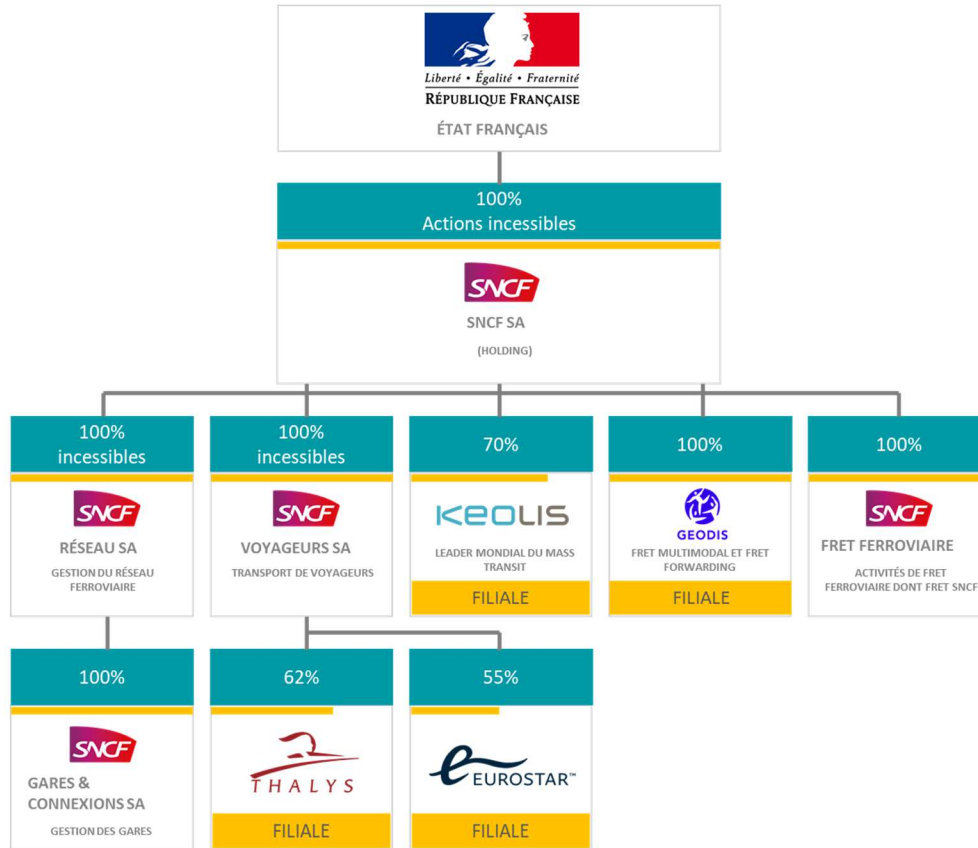 Liberté • Égalité • Fraternité
RÉPUBLIQUE FRANÇAISE
ÉTAT FRANÇAIS
100%
Actions incessibles
SNCF
SNCF SA
(HOLDING)
100%
incessibles
SNCF
RÉSEAU SA
GESTION DU RÉSEAU
FERROVIAIRE
100%
incessibles
SNCF
VOYAGEURS SA
TRANSPORT DE VOYAGEURS
70%
KEOLIS
LEADER MONDIAL DU MASS
TRANSIT
FILIALE
100%
GEODIS
FRET MULTIMODAL ET FRET
FORWARDING
FILIALE
100%
SNCF
FRET FERROVIAIRE
ACTIVITÉS DE FRET
FERROVIAIRE DONT FRET SNCF
100%
SNCF
GARES &
CONNEXIONS SA
GESTION DES GARES
62%
THALYS
FILIALE
55%
EUROSTAR™
FILIALE